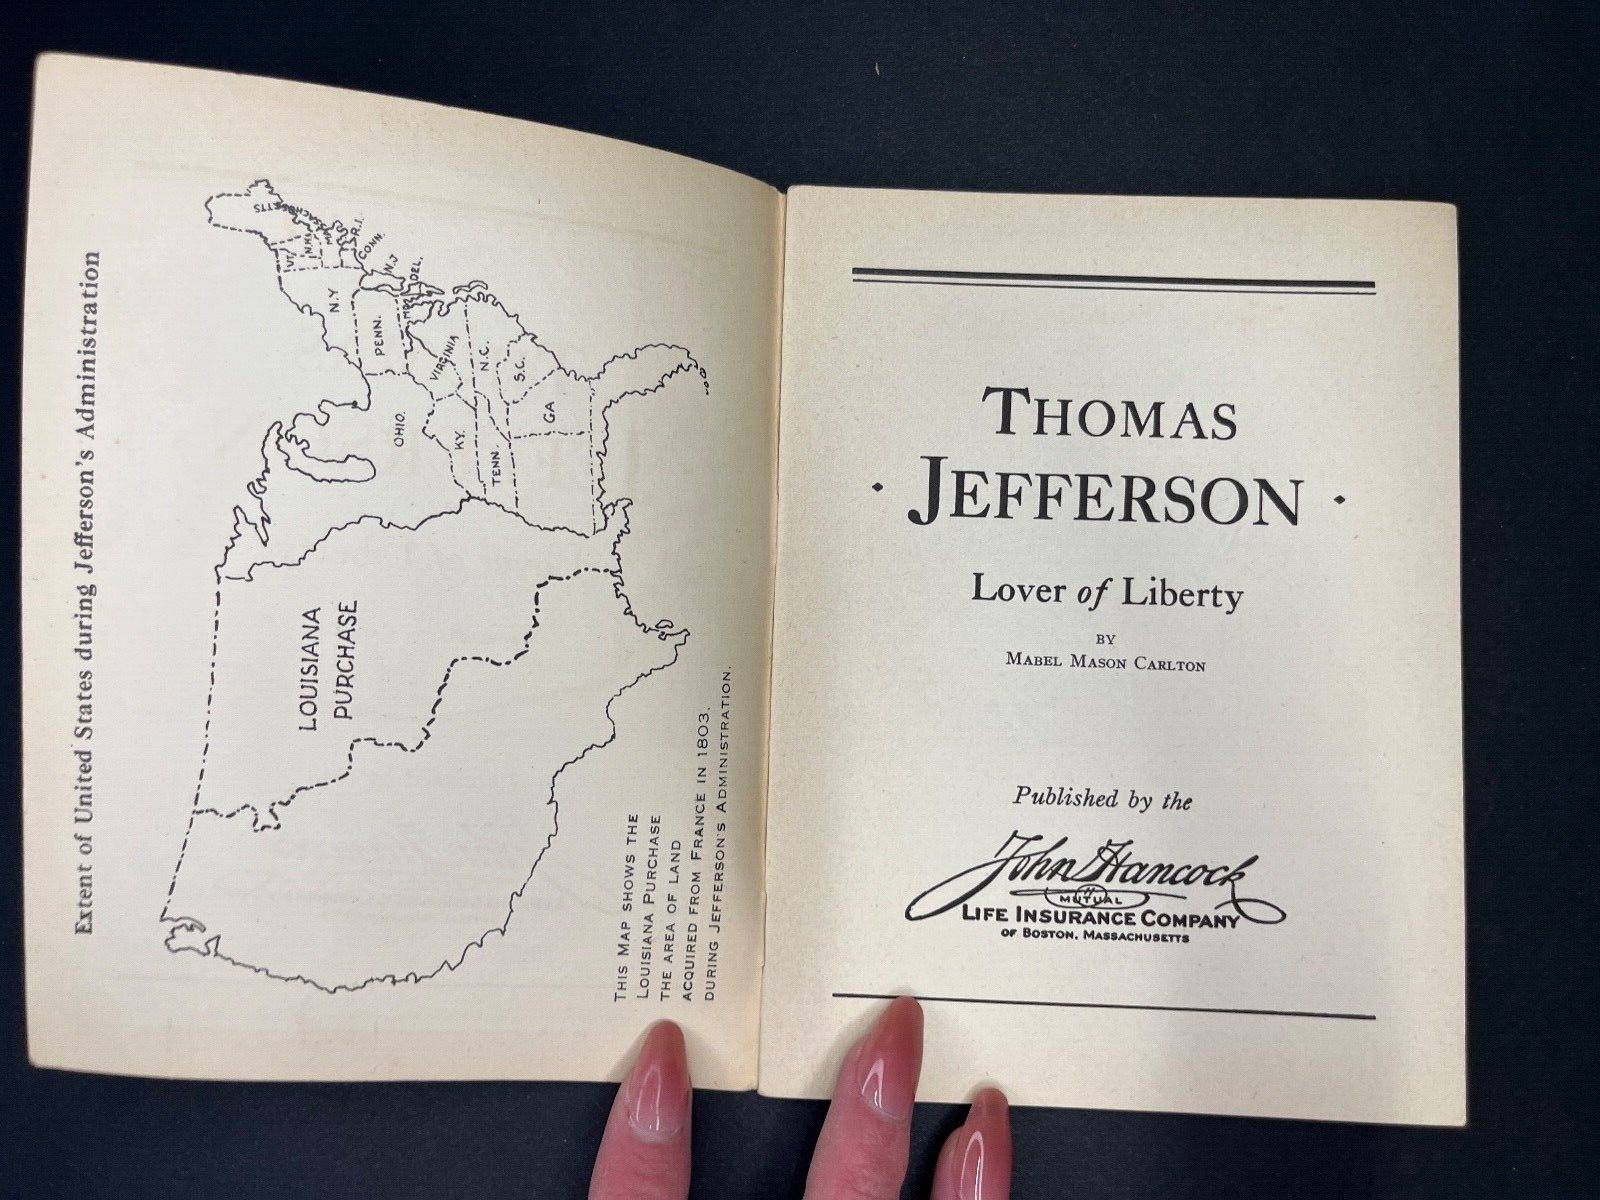 Extent of United States during Jefferson's Administration
MASSACHUSETTS
VT.
N.H.
MASS
R.I.
CONN.
N.Y
N.J
PENN.
DEL.
MD.
OHIO.
VIRGINIA
KY.
N.C.
TENN.
S.C.
GA
LOUISIANA
PURCHASE
THIS MAP SHOWS THE
LOUISIANA PURCHASE
THE AREA OF LAND
ACQUIRED FROM FRANCE IN 1803.
DURING JEFFERSON'S ADMINISTRATION.
THOMAS
· JEFFERSON ·
Lover of Liberty
BY
MABEL MASON CARLTON
Published by the
John Hancock
MUTUAL
LIFE INSURANCE COMPANY
OF BOSTON, MASSACHUSETTS